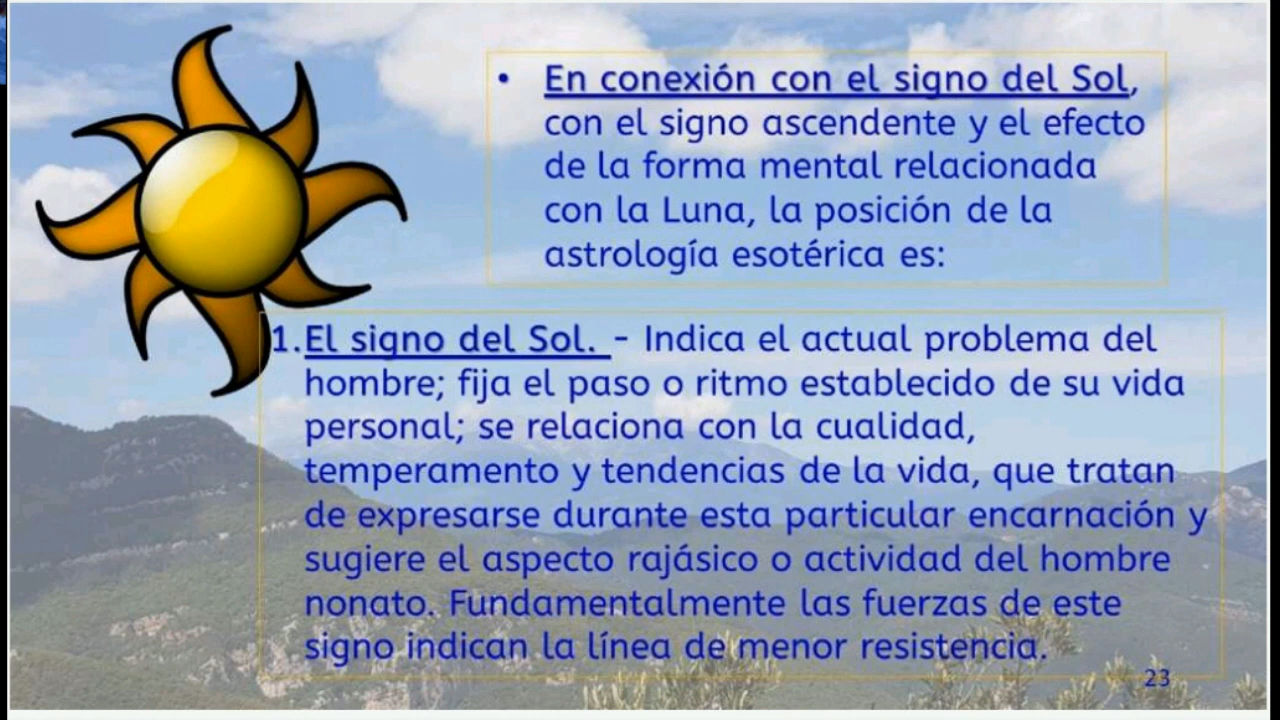 • En conexión con el signo del Sol,
con el signo ascendente y el efecto
de la forma mental relacionada
con la Luna, la posición de la
astrología esotérica es:
1. El signo del Sol. - Indica el actual problema del
hombre; fija el paso o ritmo establecido de su vida
personal; se relaciona con la cualidad,
temperamento y tendencias de la vida, que tratan
de expresarse durante esta particular encarnación y
sugiere el aspecto rajásico o actividad del hombre
nonato. Fundamentalmente las fuerzas de este
signo indican la línea de menor resistencia.
23